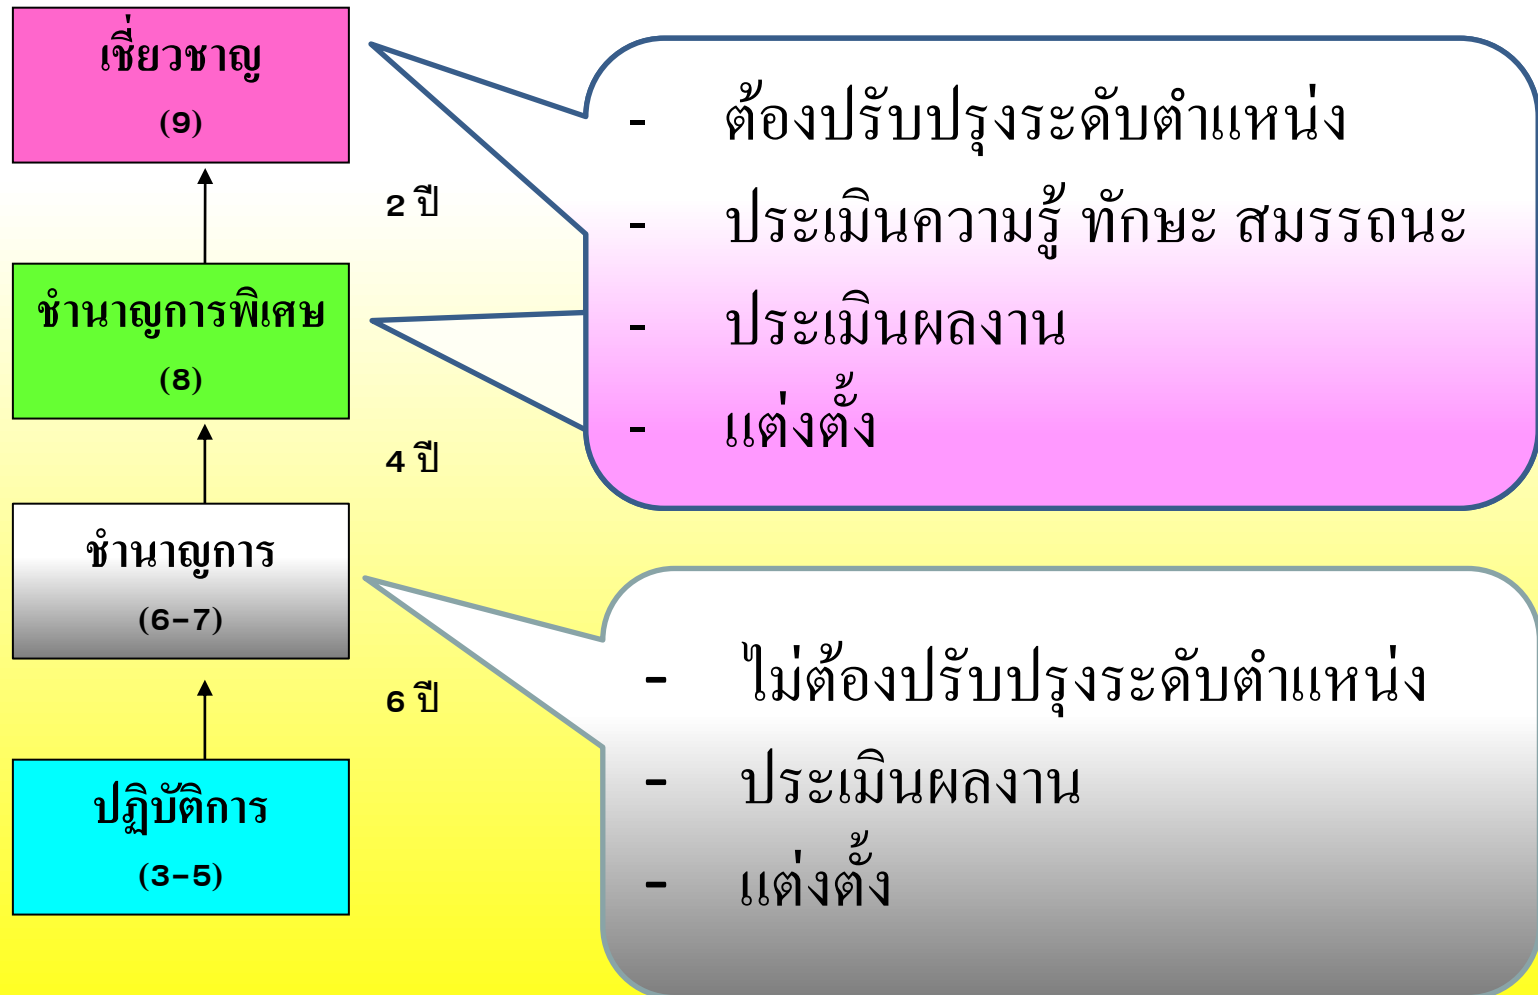 เชี่ยวชาญ
(9)
2 ปี
ชำนาญการพิเศษ
(8)
4 ปี
ชำนาญการ
(6-7)
6 ปี
ปฏิบัติการ
(3-5)
- ต้องปรับปรุงระดับตำแหน่ง
- ประเมินความรู้ ทักษะ สมรรถนะ
- ประเมินผลงาน
- แต่งตั้ง
- ไม่ต้องปรับปรุงระดับตำแหน่ง
- ประเมินผลงาน
- แต่งตั้ง